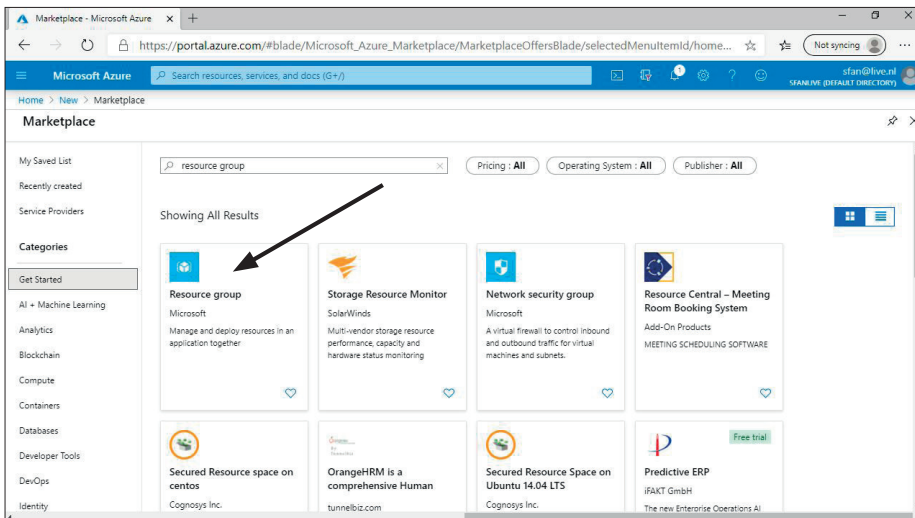 Marketplace - Microsoft Azure
https://portal.azure.com/#blade/Microsoft_Azure_Marketplace/MarketplaceOffersBlade/selectedMenuItemId/home...
Not syncing
Microsoft Azure
Search resources, services, and docs (G+/)
1
sfan@live.nl
SFANLIVE (DEFAULT DIRECTORY)
Home > New > Marketplace
Marketplace
My Saved List
Recently created
Service Providers
Categories
Get Started
AI + Machine Learning
Analytics
Blockchain
Compute
Containers
Databases
Developer Tools
DevOps
Identity
resource group
Pricing : All
Operating System : All
Publisher : All
Showing All Results
Resource group
Microsoft
Manage and deploy resources in an
application together
Storage Resource Monitor
SolarWinds
Multi-vendor storage resource
performance, capacity and
hardware status monitoring
Network security group
Microsoft
A virtual firewall to control inbound
and outbound traffic for virtual
machines and subnets.
Resource Central – Meeting
Room Booking System
Add-On Products
MEETING SCHEDULING SOFTWARE
Secured Resource space on
centos
Cognosys Inc.
OrangeHRM is a
comprehensive Human
tunnelbiz.com
Secured Resource Space on
Ubuntu 14.04 LTS
Cognosys Inc.
Free trial
Predictive ERP
iFAKT GmbH
The new Enterprise Operations AI